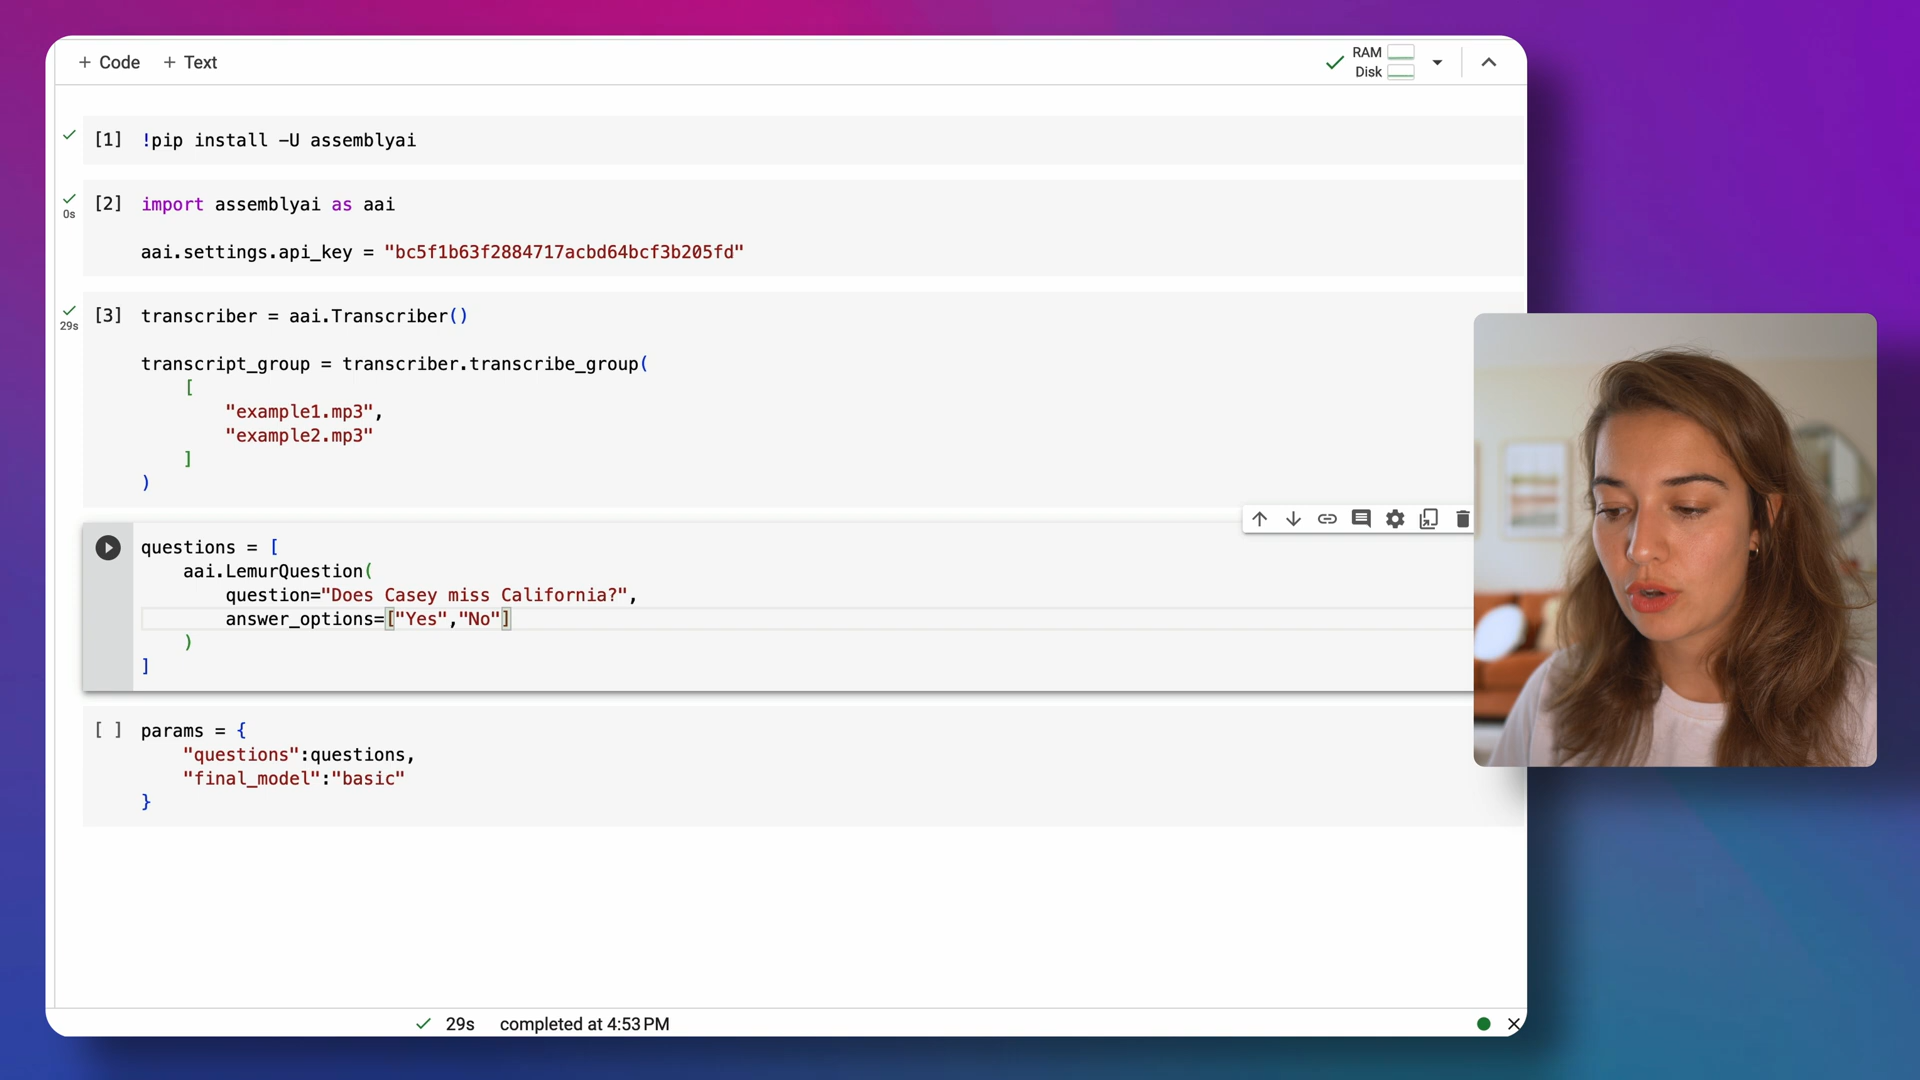 + Code + Text
RAM
Disk
[1] !pip install -U assemblyai
[2] import assemblyai as aai
0s
aai.settings.api_key = "bc5f1b63f2884717acbd64bcf3b205fd"
[3] transcriber = aai.Transcriber()
29s
transcript_group = transcriber.transcribe_group(
[
"example1.mp3",
"example2.mp3"
]
)
questions = [
aai.LemurQuestion(
question="Does Casey miss California?",
answer_options=["Yes","No"]
)
]
[ ] params = {
"questions":questions,
"final_model":"basic"
}
29s completed at 4:53 PM